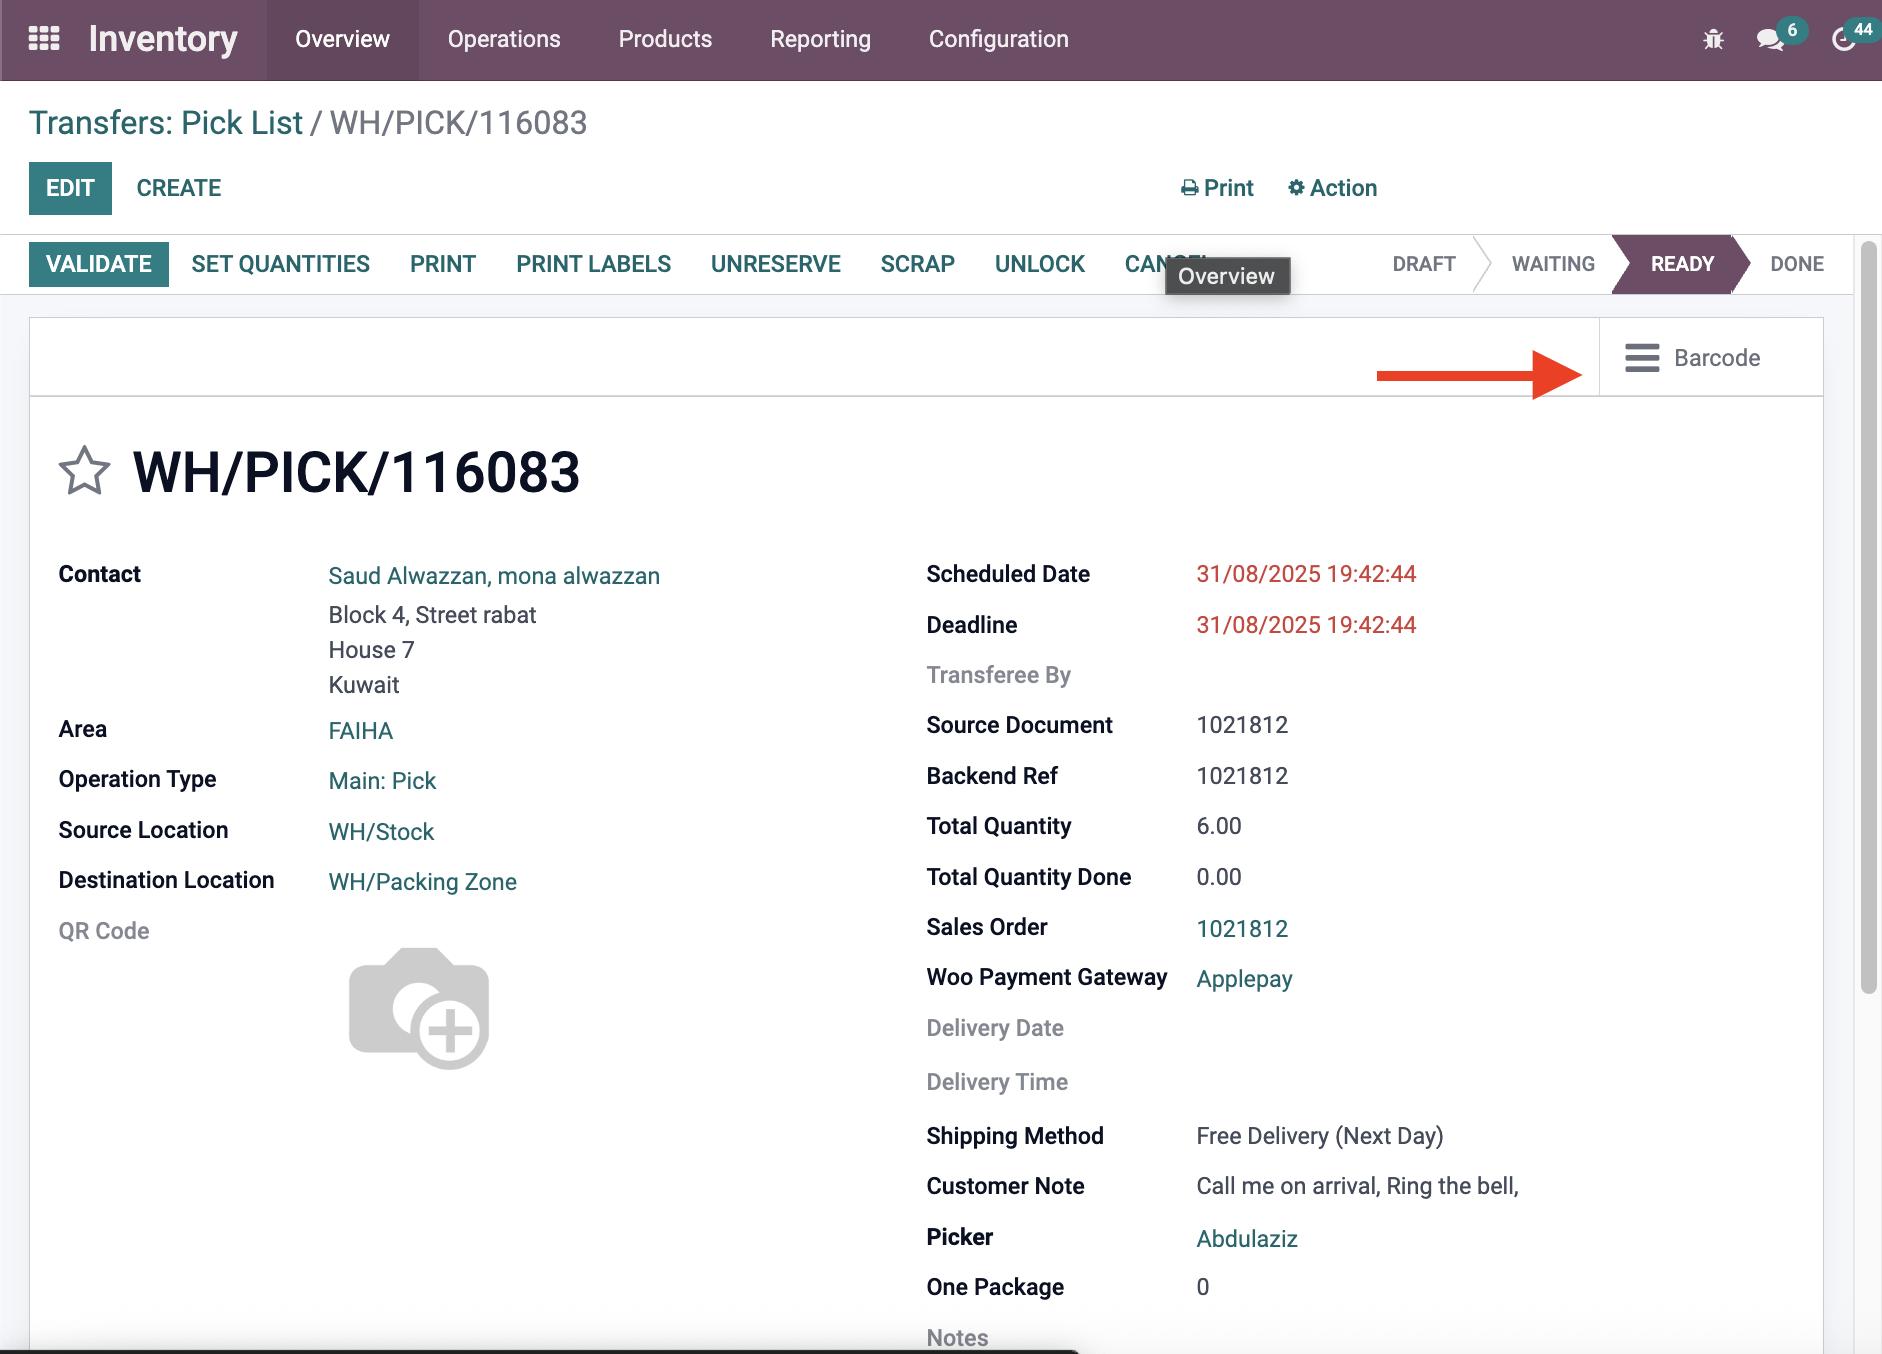 Inventory Overview Operations Products Reporting Configuration 6 44
Transfers: Pick List / WH/PICK/116083
EDIT CREATE Print Action
VALIDATE SET QUANTITIES PRINT PRINT LABELS UNRESERVE SCRAP UNLOCK DRAFT WAITING READY DONE
Overview
Barcode
WH/PICK/116083
Contact Saud Alwazzan, mona alwazzan
Block 4, Street rabat
House 7
Kuwait
Area FAIHA
Operation Type Main: Pick
Source Location WH/Stock
Destination Location WH/Packing Zone
QR Code
Scheduled Date 31/08/2025 19:42:44
Deadline 31/08/2025 19:42:44
Transferee By
Source Document 1021812
Backend Ref 1021812
Total Quantity 6.00
Total Quantity Done 0.00
Sales Order 1021812
Woo Payment Gateway Applepay
Delivery Date
Delivery Time
Shipping Method Free Delivery (Next Day)
Customer Note Call me on arrival, Ring the bell,
Picker Abdulaziz
One Package 0
Notes